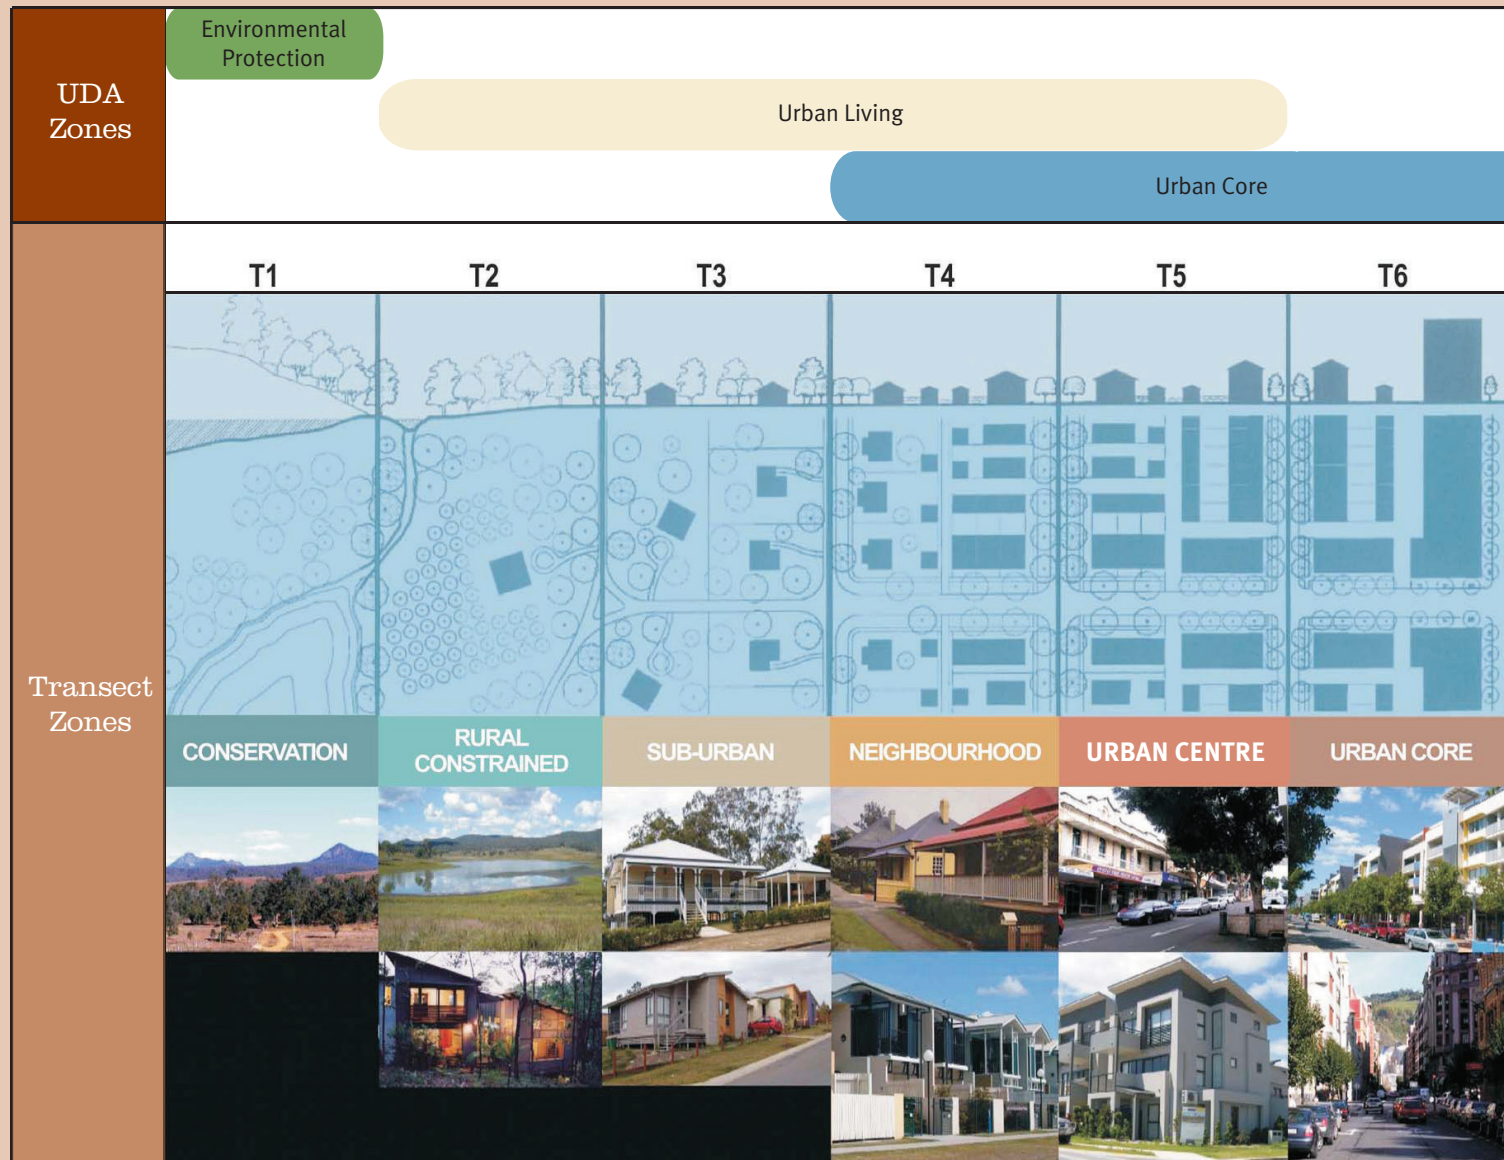 Environmental
Protection
UDA
Zones
Urban Living
Urban Core
T1
T2
T3
T4
T5
T6
Transect
Zones
CONSERVATION
RURAL
CONSTRAINED
SUB-URBAN
NEIGHBOURHOOD
URBAN CENTRE
URBAN CORE